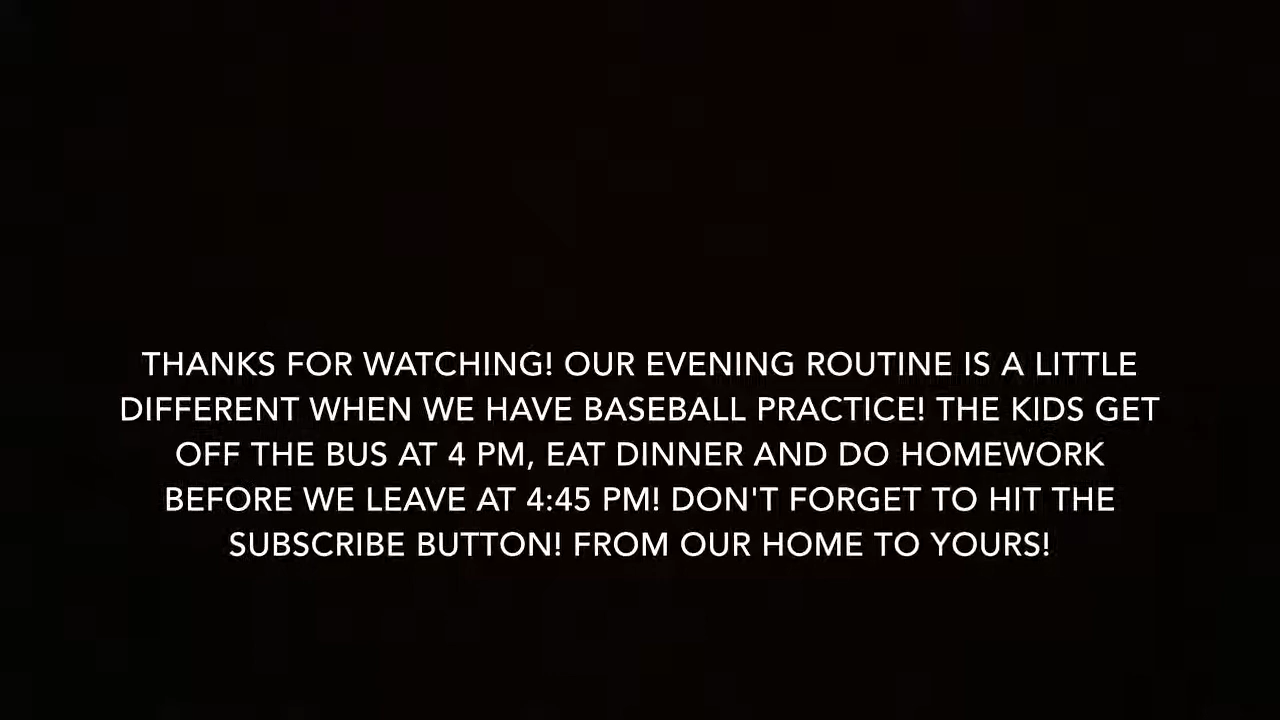 THANKS FOR WATCHING! OUR EVENING ROUTINE IS A LITTLE
DIFFERENT WHEN WE HAVE BASEBALL PRACTICE! THE KIDS GET
OFF THE BUS AT 4 PM, EAT DINNER AND DO HOMEWORK
BEFORE WE LEAVE AT 4:45 PM! DON'T FORGET TO HIT THE
SUBSCRIBE BUTTON! FROM OUR HOME TO YOURS!